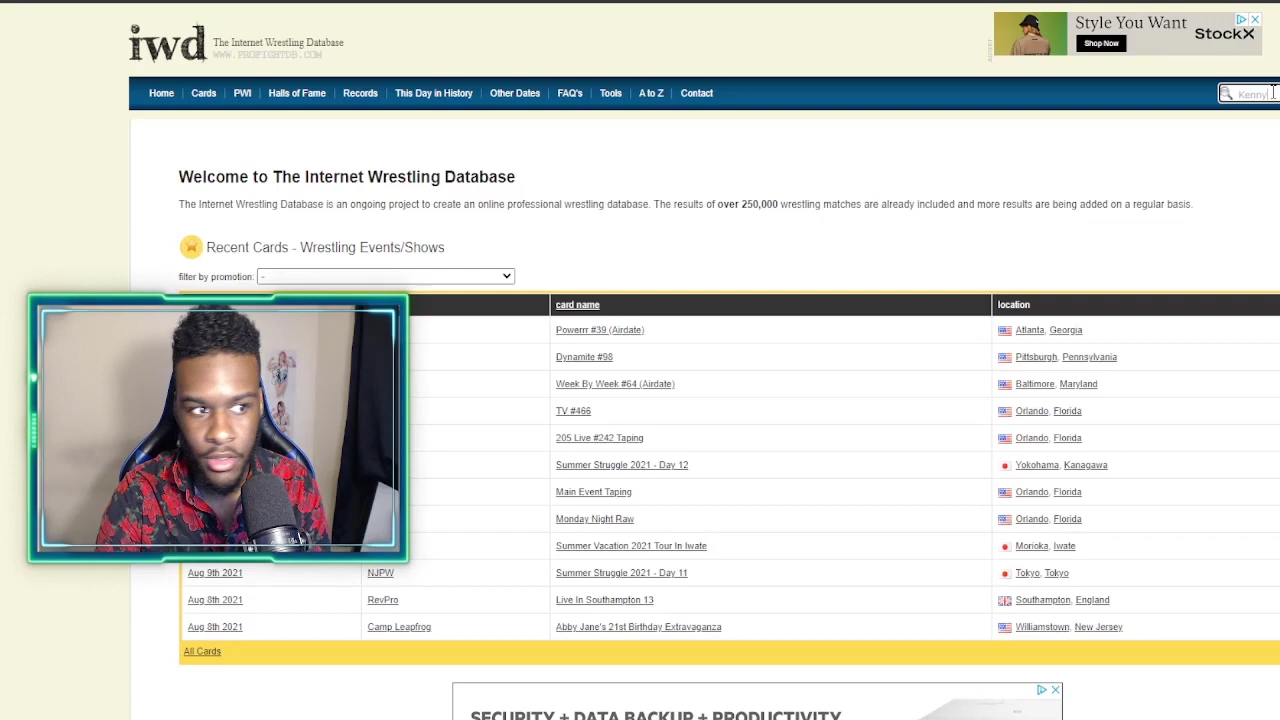 iwd The Internet Wrestling Database
WWW.PROFIGHTDB.COM
ADVERT
Style You Want
Shop Now
StockX
Home Cards PWI Halls of Fame Records This Day in History Other Dates FAQ's Tools A to Z Contact
Kenny
Welcome to The Internet Wrestling Database
The Internet Wrestling Database is an ongoing project to create an online professional wrestling database. The results of over 250,000 wrestling matches are already included and more results are being added on a regular basis.
Recent Cards - Wrestling Events/Shows
filter by promotion: -
card name location
Powerrr #39 (Airdate) Atlanta, Georgia
Dynamite #98 Pittsburgh, Pennsylvania
Week By Week #64 (Airdate) Baltimore, Maryland
TV #466 Orlando, Florida
205 Live #242 Taping Orlando, Florida
Summer Struggle 2021 - Day 12 Yokohama, Kanagawa
Main Event Taping Orlando, Florida
Monday Night Raw Orlando, Florida
Summer Vacation 2021 Tour In Iwate Morioka, Iwate
Aug 9th 2021 NJPW Summer Struggle 2021 - Day 11 Tokyo, Tokyo
Aug 8th 2021 RevPro Live In Southampton 13 Southampton, England
Aug 8th 2021 Camp Leapfrog Abby Jane's 21st Birthday Extravaganza Williamstown, New Jersey
All Cards
SECURITY + DATA BACKUP + PRODUCTIVITY